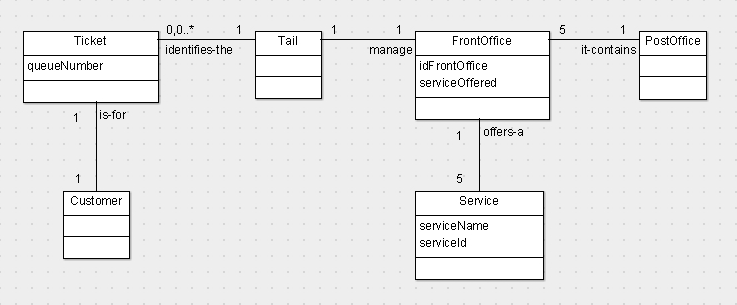 0,0..* 1 1 1 5 1
Ticket Tail FrontOffice PostOffice
identifies-the manage it-contains
queueNumber
idFrontOffice
serviceOffered
1 is-for
1 offers-a
1 5
Customer Service
serviceName
serviceId